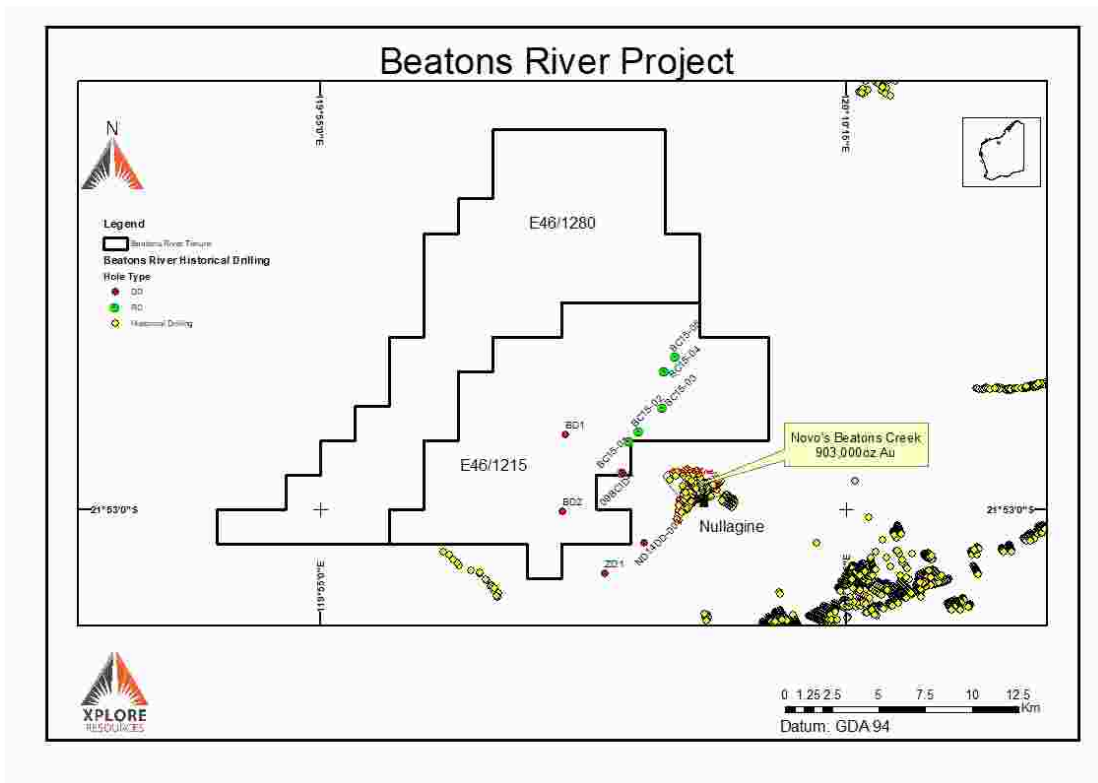 Beatons River Project
119°55'0"E
120°10'15"E
N
Legend
Beatons River Tenure
Beatons River Historical Drilling
Hole Type
DD
RC
Historical Drilling
E46/1280
BC15-05
BC15-04
BC15-03
BC15-02
BD1
E46/1215
Novo's Beatons Creek
903,000oz Au
BD2
21°53'0"S
21°53'0"S
Nullagine
ZD1
119°55'0"E
XPLORE
RESOURCES
0 1.25 2.5 5 7.5 10 12.5
Km
Datum: GDA 94